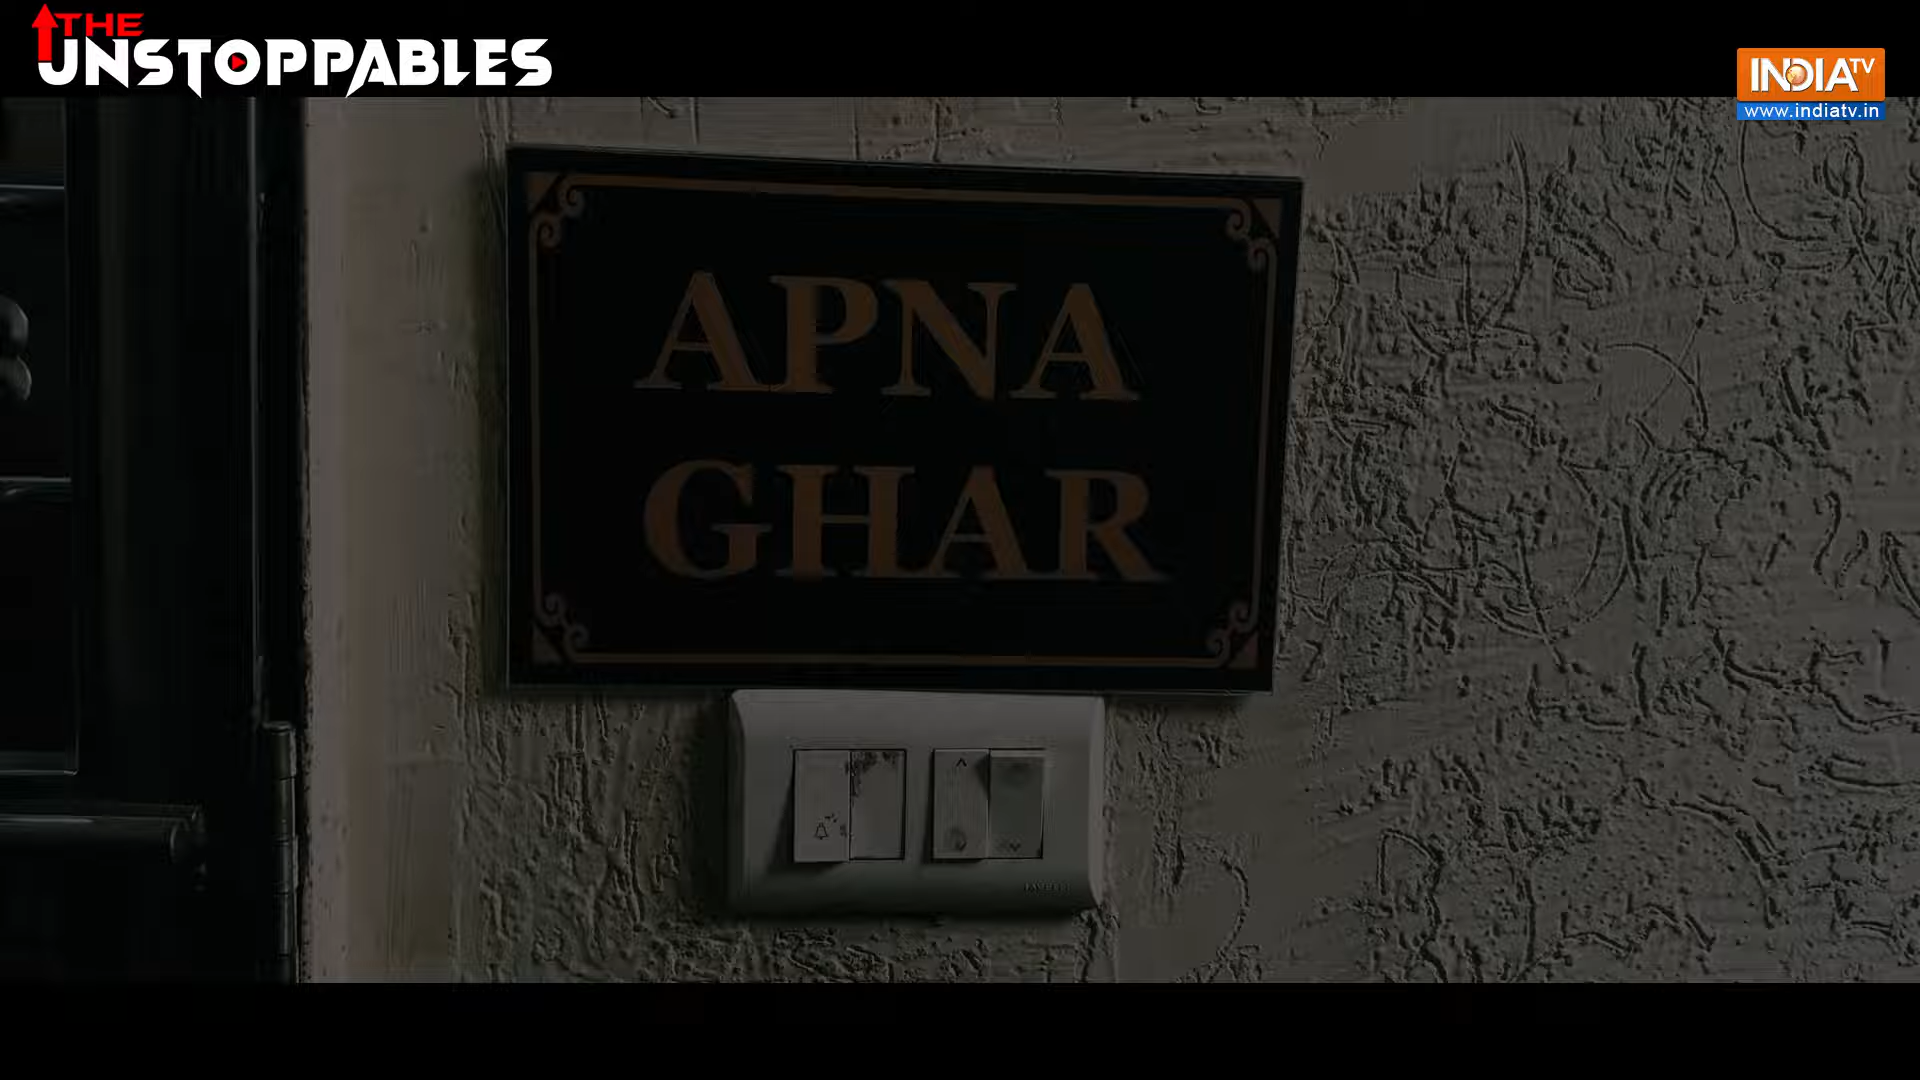 THE
UNSTOPPABLES
INDIA TV
www.indiatv.in
APNA
GHAR